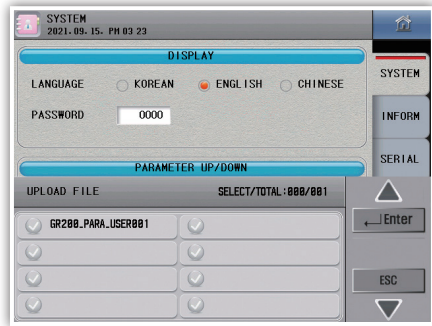 SYSTEM
2021.09.15. PM 03 23
DISPLAY
LANGUAGE KOREAN ENGLISH CHINESE
PASSWORD 0000
PARAMETER UP/DOWN
SYSTEM
INFORM
SERIAL
UPLOAD FILE SELECT/TOTAL:000/001
GR200_PARA_USER001
Enter
ESC